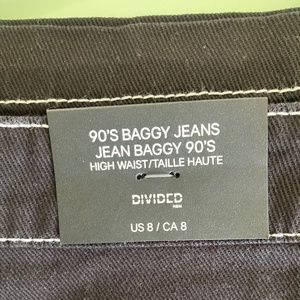 90'S BAGGY JEANS
JEAN BAGGY 90'S
HIGH WAIST/TAILLE HAUTE
DIVIDED
H&M
US 8 / CA 8